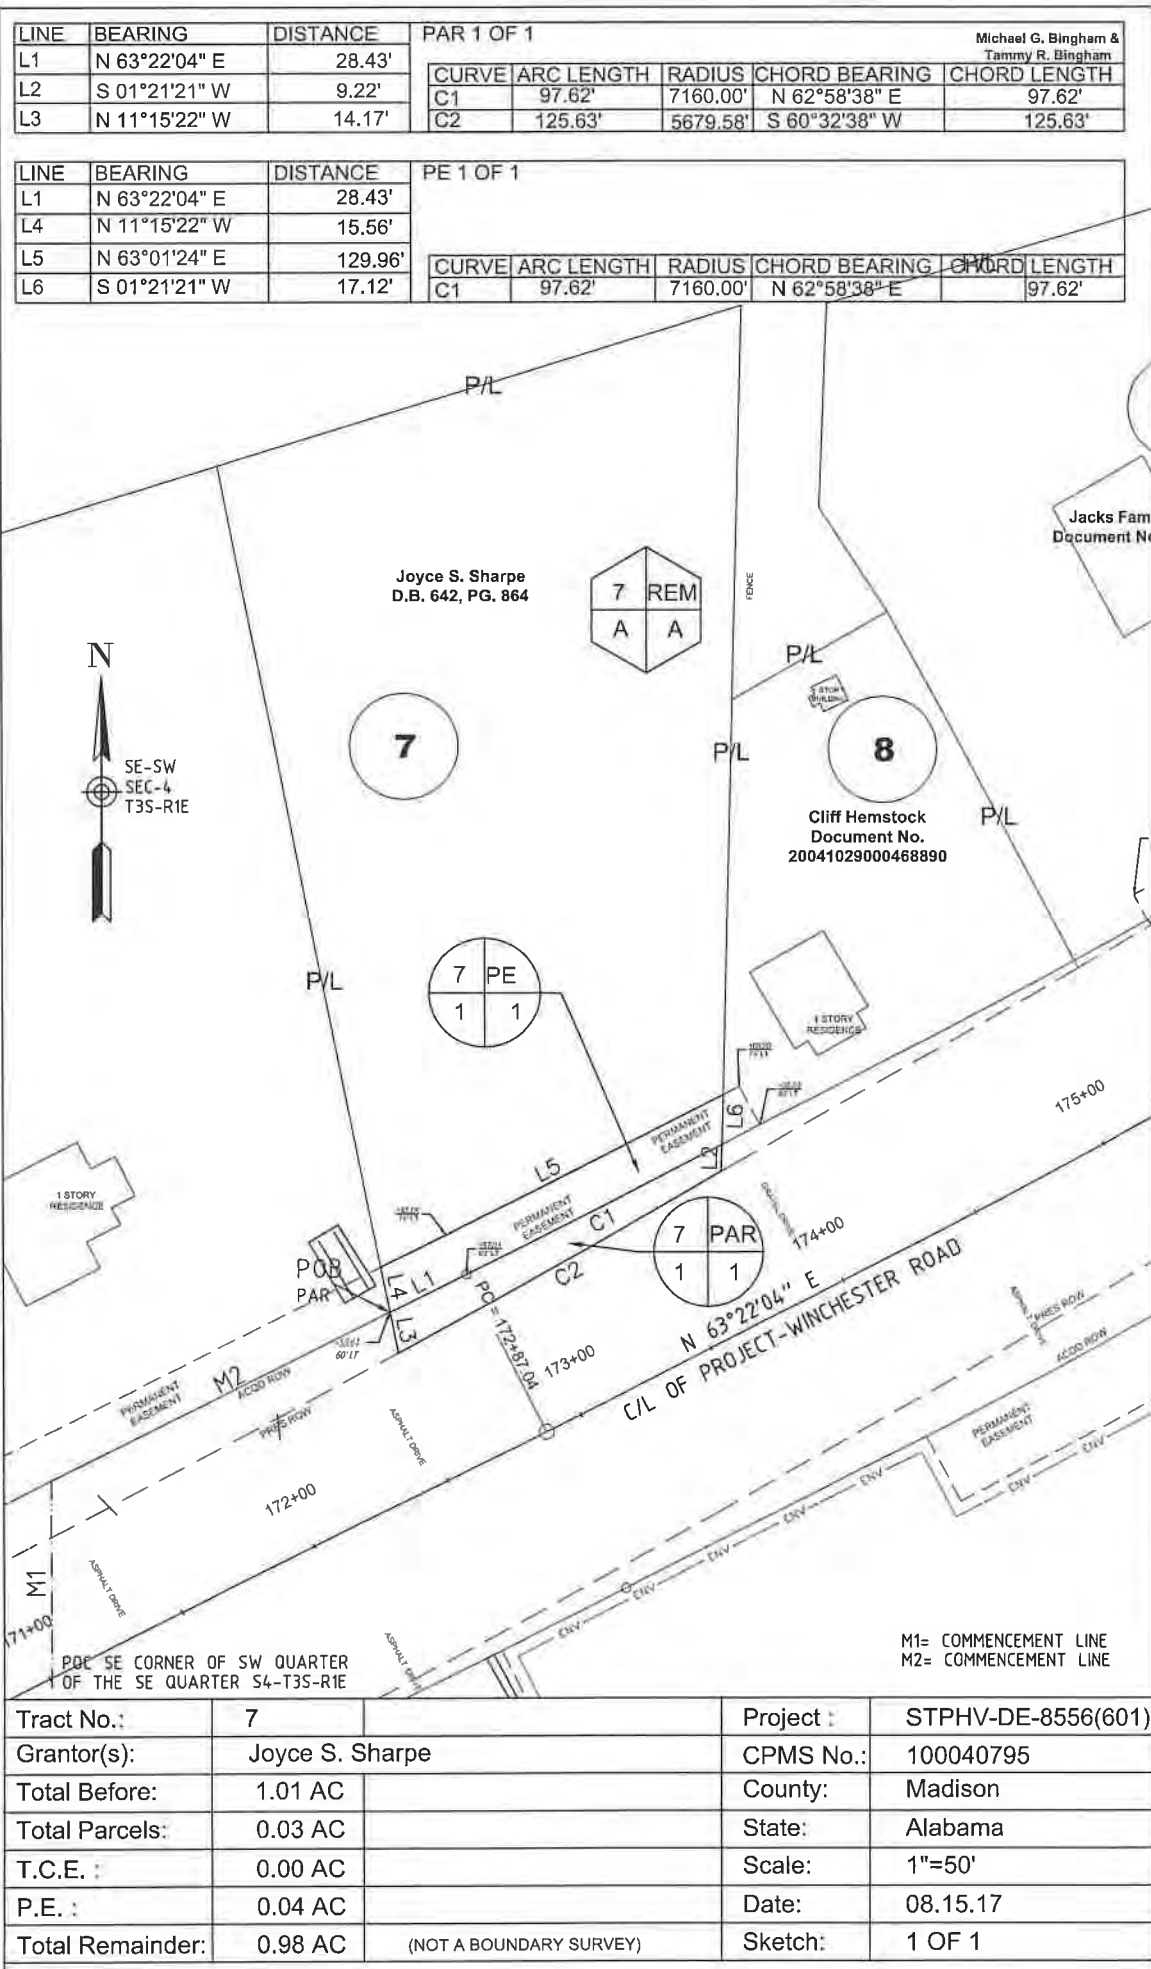 LINE BEARING DISTANCE
L1 N 63°22'04" E 28.43'
L2 S 01°21'21" W 9.22'
L3 N 11°15'22" W 14.17'
PAR 1 OF 1
Michael G. Bingham &
Tammy R. Bingham
CURVE ARC LENGTH RADIUS CHORD BEARING CHORD LENGTH
C1 97.62' 7160.00' N 62°58'38" E 97.62'
C2 125.63' 5679.58' S 60°32'38" W 125.63'
LINE BEARING DISTANCE
L1 N 63°22'04" E 28.43'
L4 N 11°15'22" W 15.56'
L5 N 63°01'24" E 129.96'
L6 S 01°21'21" W 17.12'
PE 1 OF 1
CURVE ARC LENGTH RADIUS CHORD BEARING CHORD LENGTH
C1 97.62' 7160.00' N 62°58'38" E 97.62'
P/L
P/L
Jacks Fam
Document No
Joyce S. Sharpe
D.B. 642, PG. 864
7 REM
A A
FENCE
N
P/L
1 STORY
BUILDING
7
8
P/L
SE-SW
SEC-4
T3S-R1E
Cliff Hemstock
Document No.
20041029000468890
P/L
P/L
7 PE
1 1
1 STORY
RESIDENCE
175+00
PERMANENT
EASEMENT
L6
L2
L5
1 STORY
RESIDENCE
PERMANENT
EASEMENT
C1
7 PAR
1 1
GRAVEL DRIVE
174+00
POB
PAR
L4
L1
C2
L3
60' LT
PC = 172+87.04
173+00
N 63°22'04" E
C/L OF PROJECT-WINCHESTER ROAD
ASPHALT DRIVE
PRES ROW
ACQD ROW
M2
ACQD ROW
PERMANENT
EASEMENT
PRES ROW
ASPHALT DRIVE
PERMANENT
EASEMENT
172+00
ENV
ENV
ENV
ENV
ENV
ENV
ENV
M1
ASPHALT DRIVE
171+00
ASPHALT DRIVE
POC SE CORNER OF SW QUARTER
OF THE SE QUARTER S4-T3S-R1E
M1= COMMENCEMENT LINE
M2= COMMENCEMENT LINE
Tract No.: 7 Project : STPHV-DE-8556(601)
Grantor(s): Joyce S. Sharpe CPMS No.: 100040795
Total Before: 1.01 AC County: Madison
Total Parcels: 0.03 AC State: Alabama
T.C.E. : 0.00 AC Scale: 1"=50'
P.E. : 0.04 AC Date: 08.15.17
Total Remainder: 0.98 AC (NOT A BOUNDARY SURVEY) Sketch: 1 OF 1